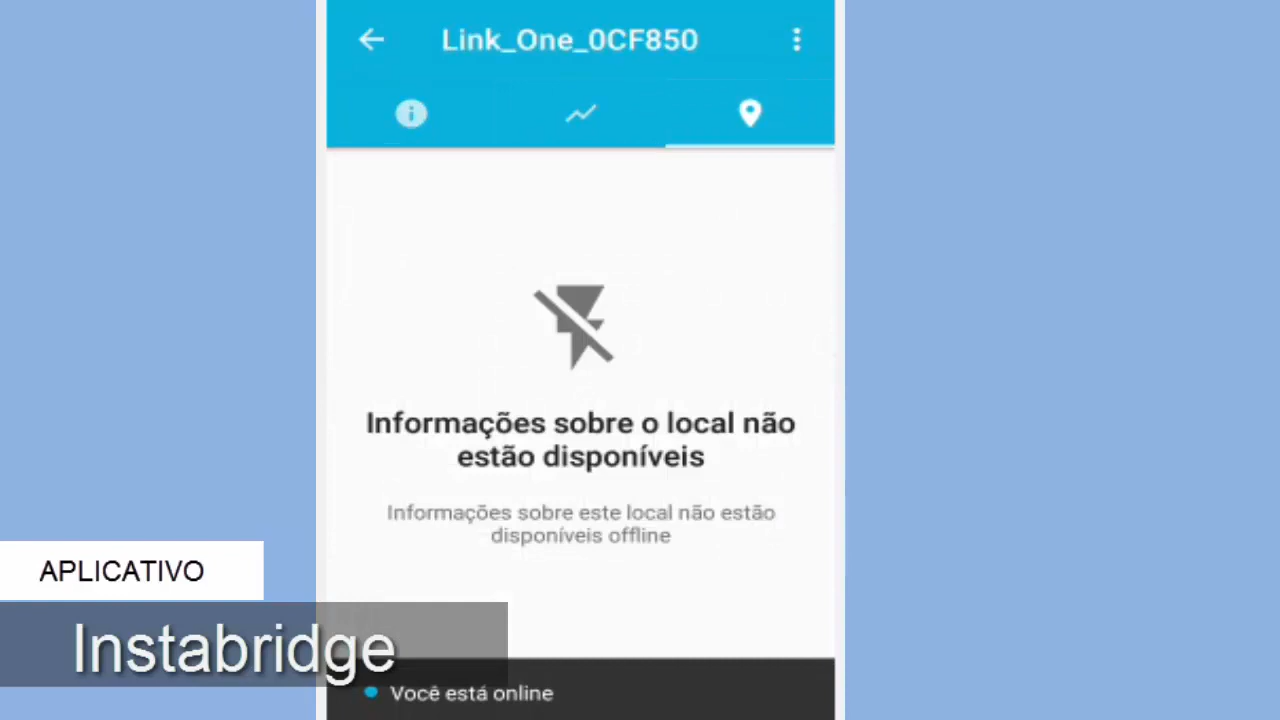 Link_One_0CF850
Informações sobre o local não
estão disponíveis
Informações sobre este local não estão
disponíveis offline
APLICATIVO
Instabridge
Você está online